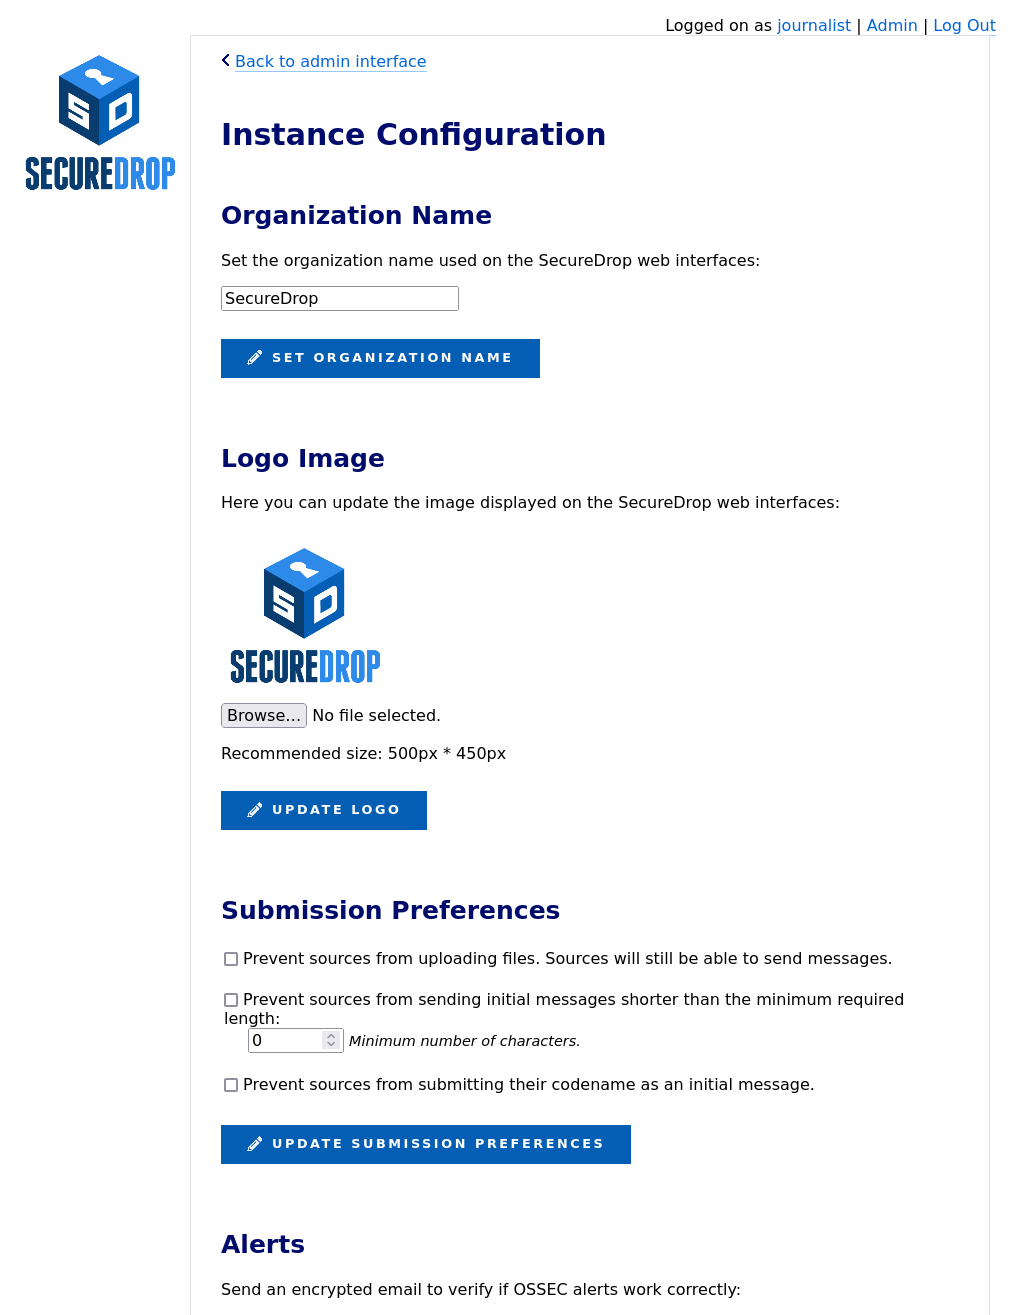 Logged on as journalist | Admin | Log Out
Back to admin interface
SD
SECUREDROP
Instance Configuration
Organization Name
Set the organization name used on the SecureDrop web interfaces:
SecureDrop
SET ORGANIZATION NAME
Logo Image
Here you can update the image displayed on the SecureDrop web interfaces:
SD
SECUREDROP
Browse... No file selected.
Recommended size: 500px * 450px
UPDATE LOGO
Submission Preferences
Prevent sources from uploading files. Sources will still be able to send messages.
Prevent sources from sending initial messages shorter than the minimum required
length:
0 Minimum number of characters.
Prevent sources from submitting their codename as an initial message.
UPDATE SUBMISSION PREFERENCES
Alerts
Send an encrypted email to verify if OSSEC alerts work correctly: